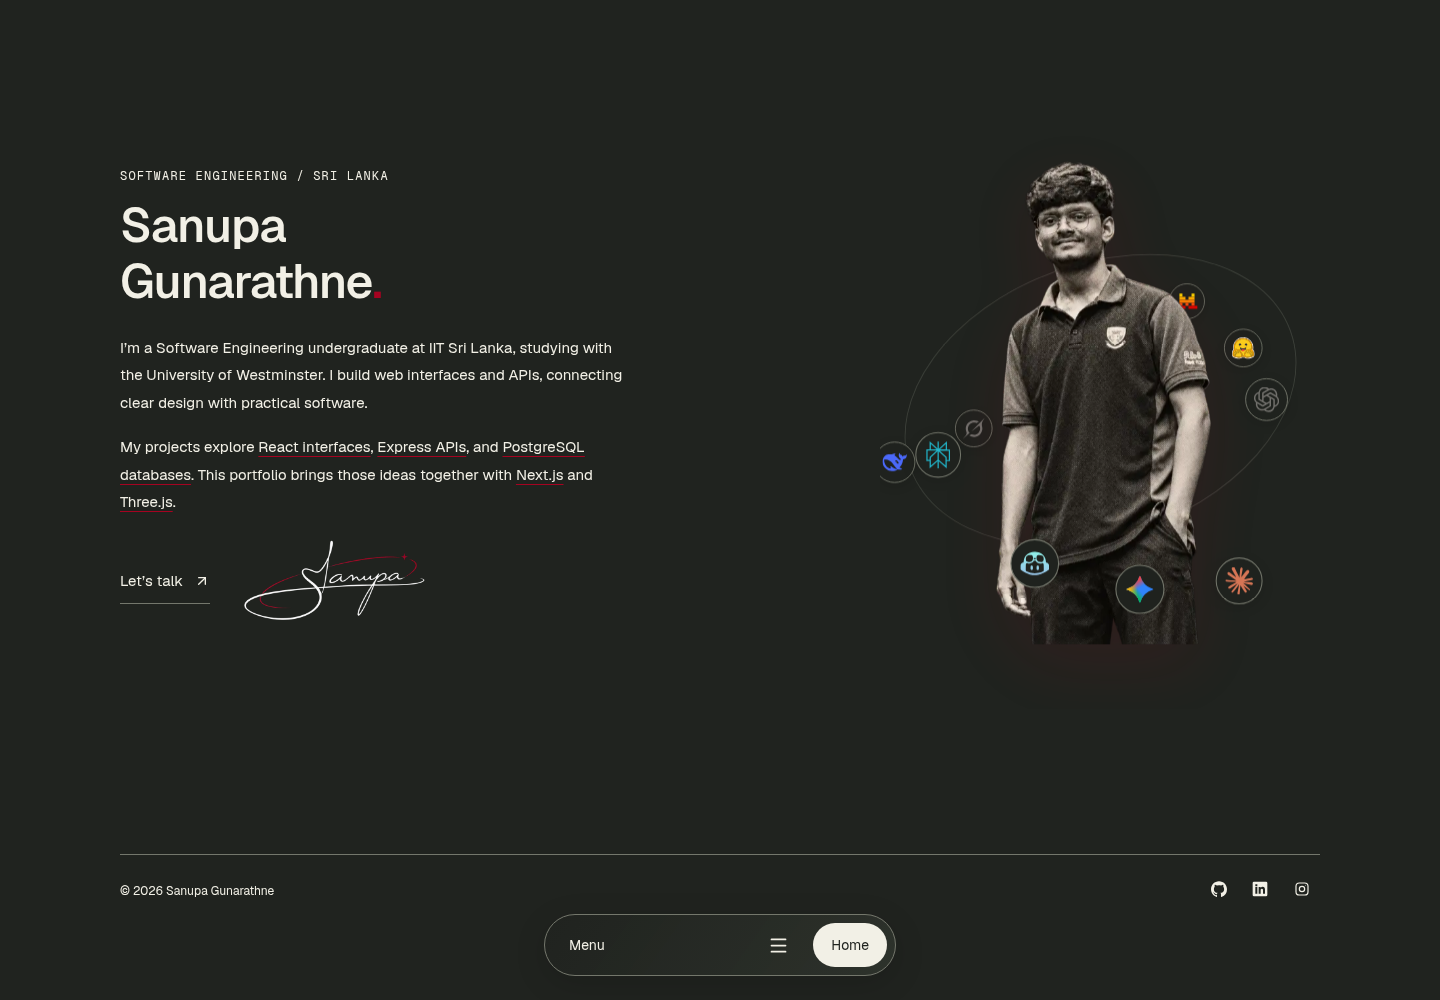 SOFTWARE ENGINEERING / SRI LANKA
Sanupa
Gunarathne.
I'm a Software Engineering undergraduate at IIT Sri Lanka, studying with
the University of Westminster. I build web interfaces and APIs, connecting
clear design with practical software.
My projects explore React interfaces, Express APIs, and PostgreSQL
databases. This portfolio brings those ideas together with Next.js and
Three.js.
Let's talk
Sanupa
© 2026 Sanupa Gunarathne
Menu
Home